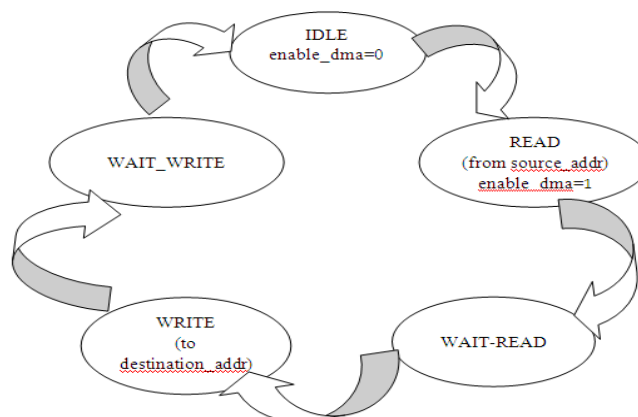 IDLE
enable_dma=0
READ
(from source_addr)
enable_dma=1
WAIT-READ
WRITE
(to
destination_addr)
WAIT_WRITE